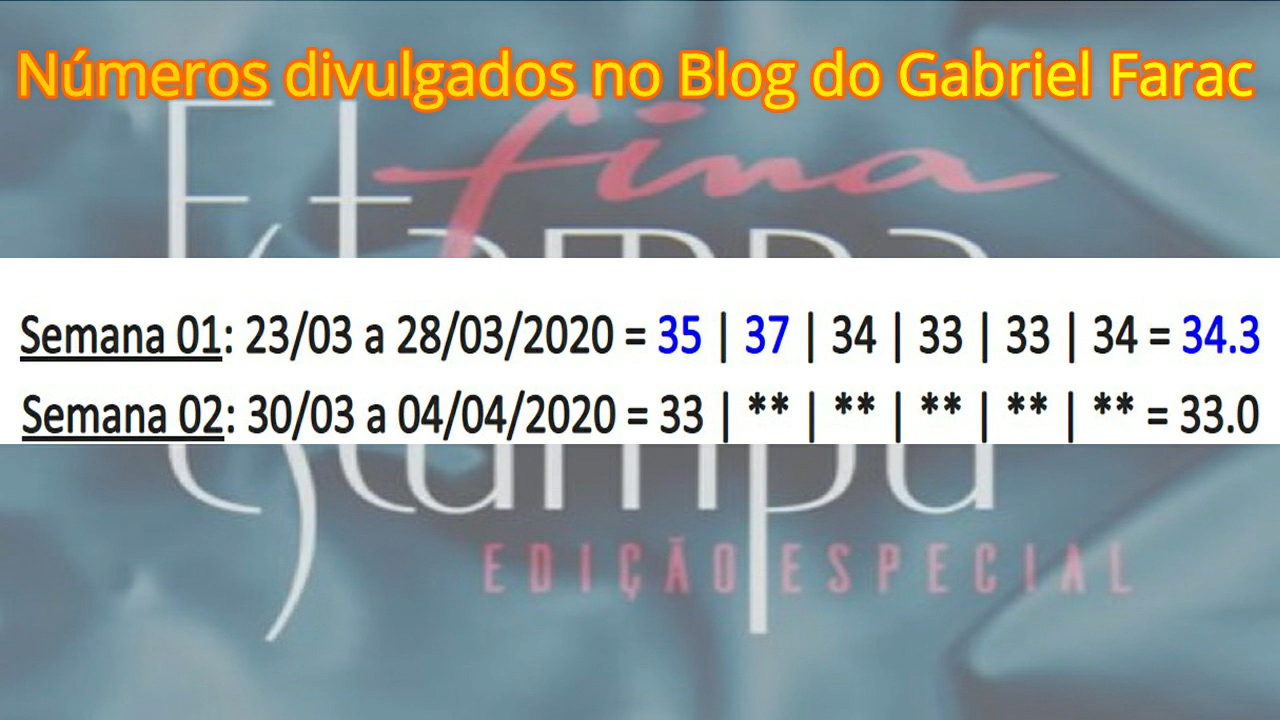 Números divulgados no Blog do Gabriel Farac
fina
Estampa
Semana 01: 23/03 a 28/03/2020 = 35 | 37 | 34 | 33 | 33 | 34 = 34.3
Semana 02: 30/03 a 04/04/2020 = 33 | ** | ** | ** | ** | ** = 33.0
EDIÇÃO ESPECIAL